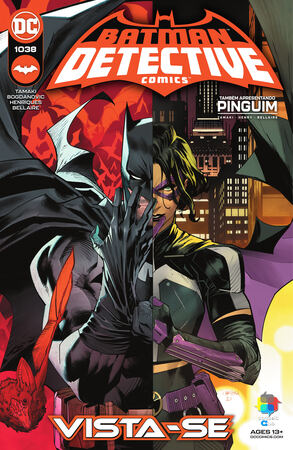 DC
1038
TAMAKI
BOGDANOVIC
HENRIQUES
BELLAIRE
BATMAN
DETECTIVE
COMICS
TAMBÉM APRESENTANDO
PINGUIM
TAMAKI · HENRY · BELLAIRE
VISTA-SE
AGES 13+
DCCOMICS.COM